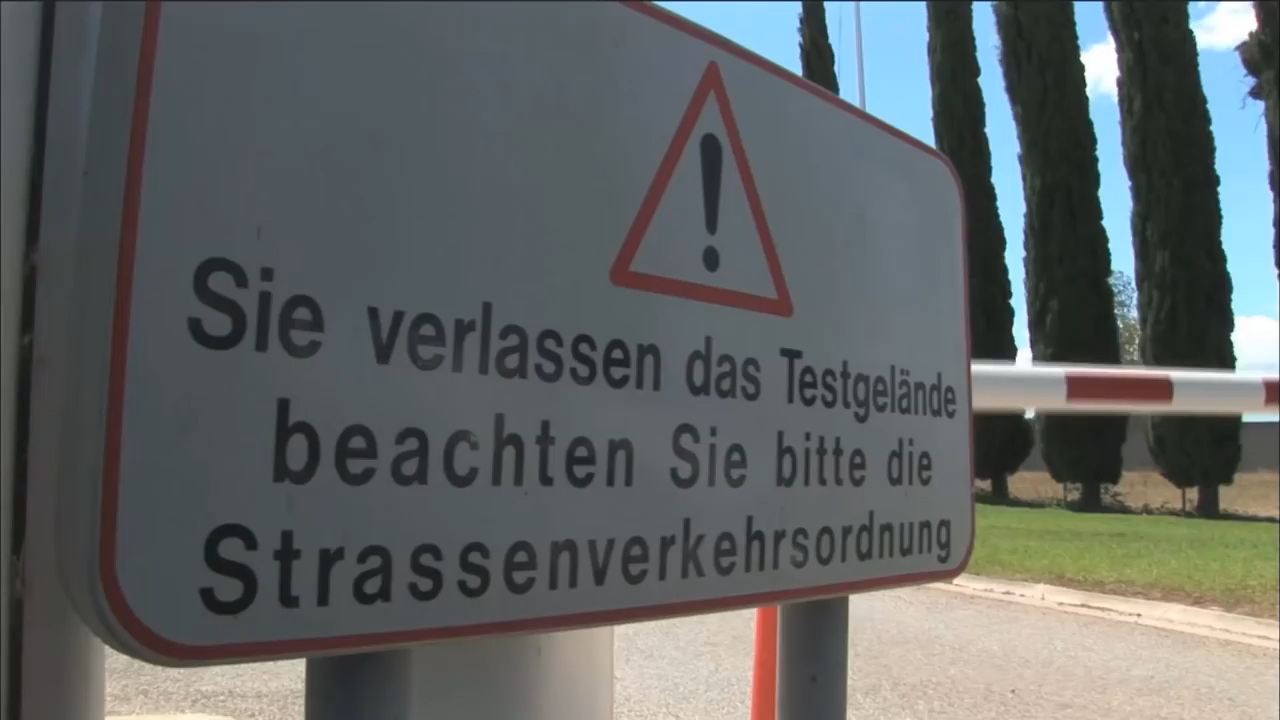 Sie verlassen das Testgelände
beachten Sie bitte die
Strassenverkehrsordnung